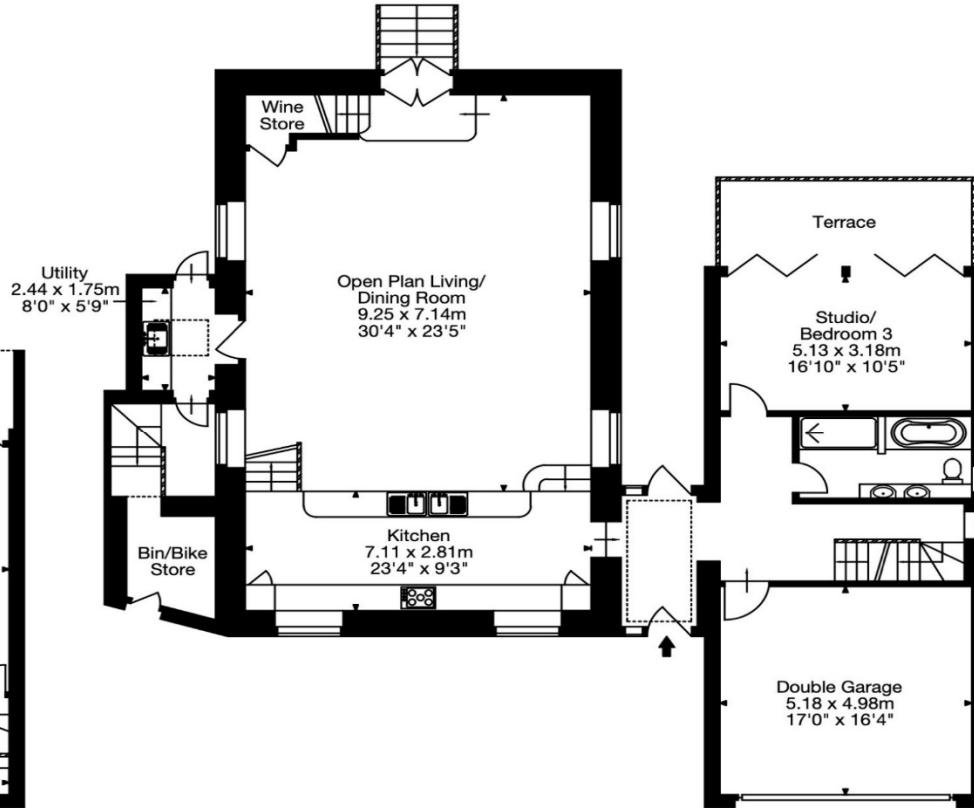 Wine
Store
Terrace
Utility
2.44 x 1.75m
8'0" x 5'9"
Open Plan Living/
Dining Room
9.25 x 7.14m
30'4" x 23'5"
Studio/
Bedroom 3
5.13 x 3.18m
16'10" x 10'5"
Kitchen
7.11 x 2.81m
23'4" x 9'3"
Bin/Bike
Store
Double Garage
5.18 x 4.98m
17'0" x 16'4"